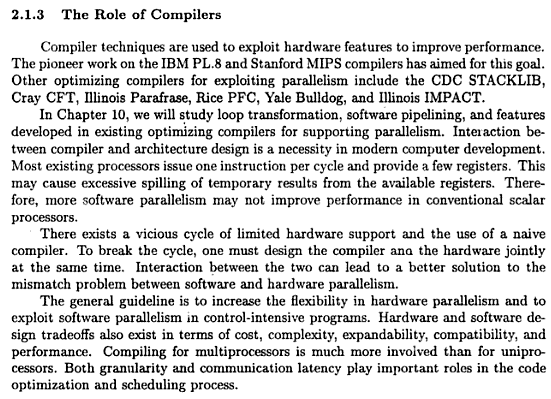 2.1.3 The Role of Compilers
Compiler techniques are used to exploit hardware features to improve performance.
The pioneer work on the IBM PL.8 and Stanford MIPS compilers has aimed for this goal.
Other optimizing compilers for exploiting parallelism include the CDC STACKLIB,
Cray CFT, Illinois Parafrase, Rice PFC, Yale Bulldog, and Illinois IMPACT.
In Chapter 10, we will study loop transformation, software pipelining, and features
developed in existing optimizing compilers for supporting parallelism. Interaction be-
tween compiler and architecture design is a necessity in modern computer development.
Most existing processors issue one instruction per cycle and provide a few registers. This
may cause excessive spilling of temporary results from the available registers. There-
fore, more software parallelism may not improve performance in conventional scalar
processors.
There exists a vicious cycle of limited hardware support and the use of a naive
compiler. To break the cycle, one must design the compiler and the hardware jointly
at the same time. Interaction between the two can lead to a better solution to the
mismatch problem between software and hardware parallelism.
The general guideline is to increase the flexibility in hardware parallelism and to
exploit software parallelism in control-intensive programs. Hardware and software de-
sign tradeoffs also exist in terms of cost, complexity, expandability, compatibility, and
performance. Compiling for multiprocessors is much more involved than for unipro-
cessors. Both granularity and communication latency play important roles in the code
optimization and scheduling process.